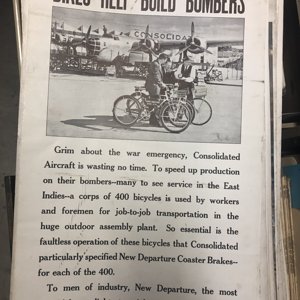 BIKES HELP BUILD BOMBERS
CONSOLIDATED
Grim about the war emergency, Consolidated
Aircraft is wasting no time. To speed up production
on their bombers--many to see service in the East
Indies--a corps of 400 bicycles is used by workers
and foremen for job-to-job transportation in the
huge outdoor assembly plant. So essential is the
faultless operation of these bicycles that Consolidated
particularly specified New Departure Coaster Brakes--
for each of the 400.
To men of industry, New Departure, the most